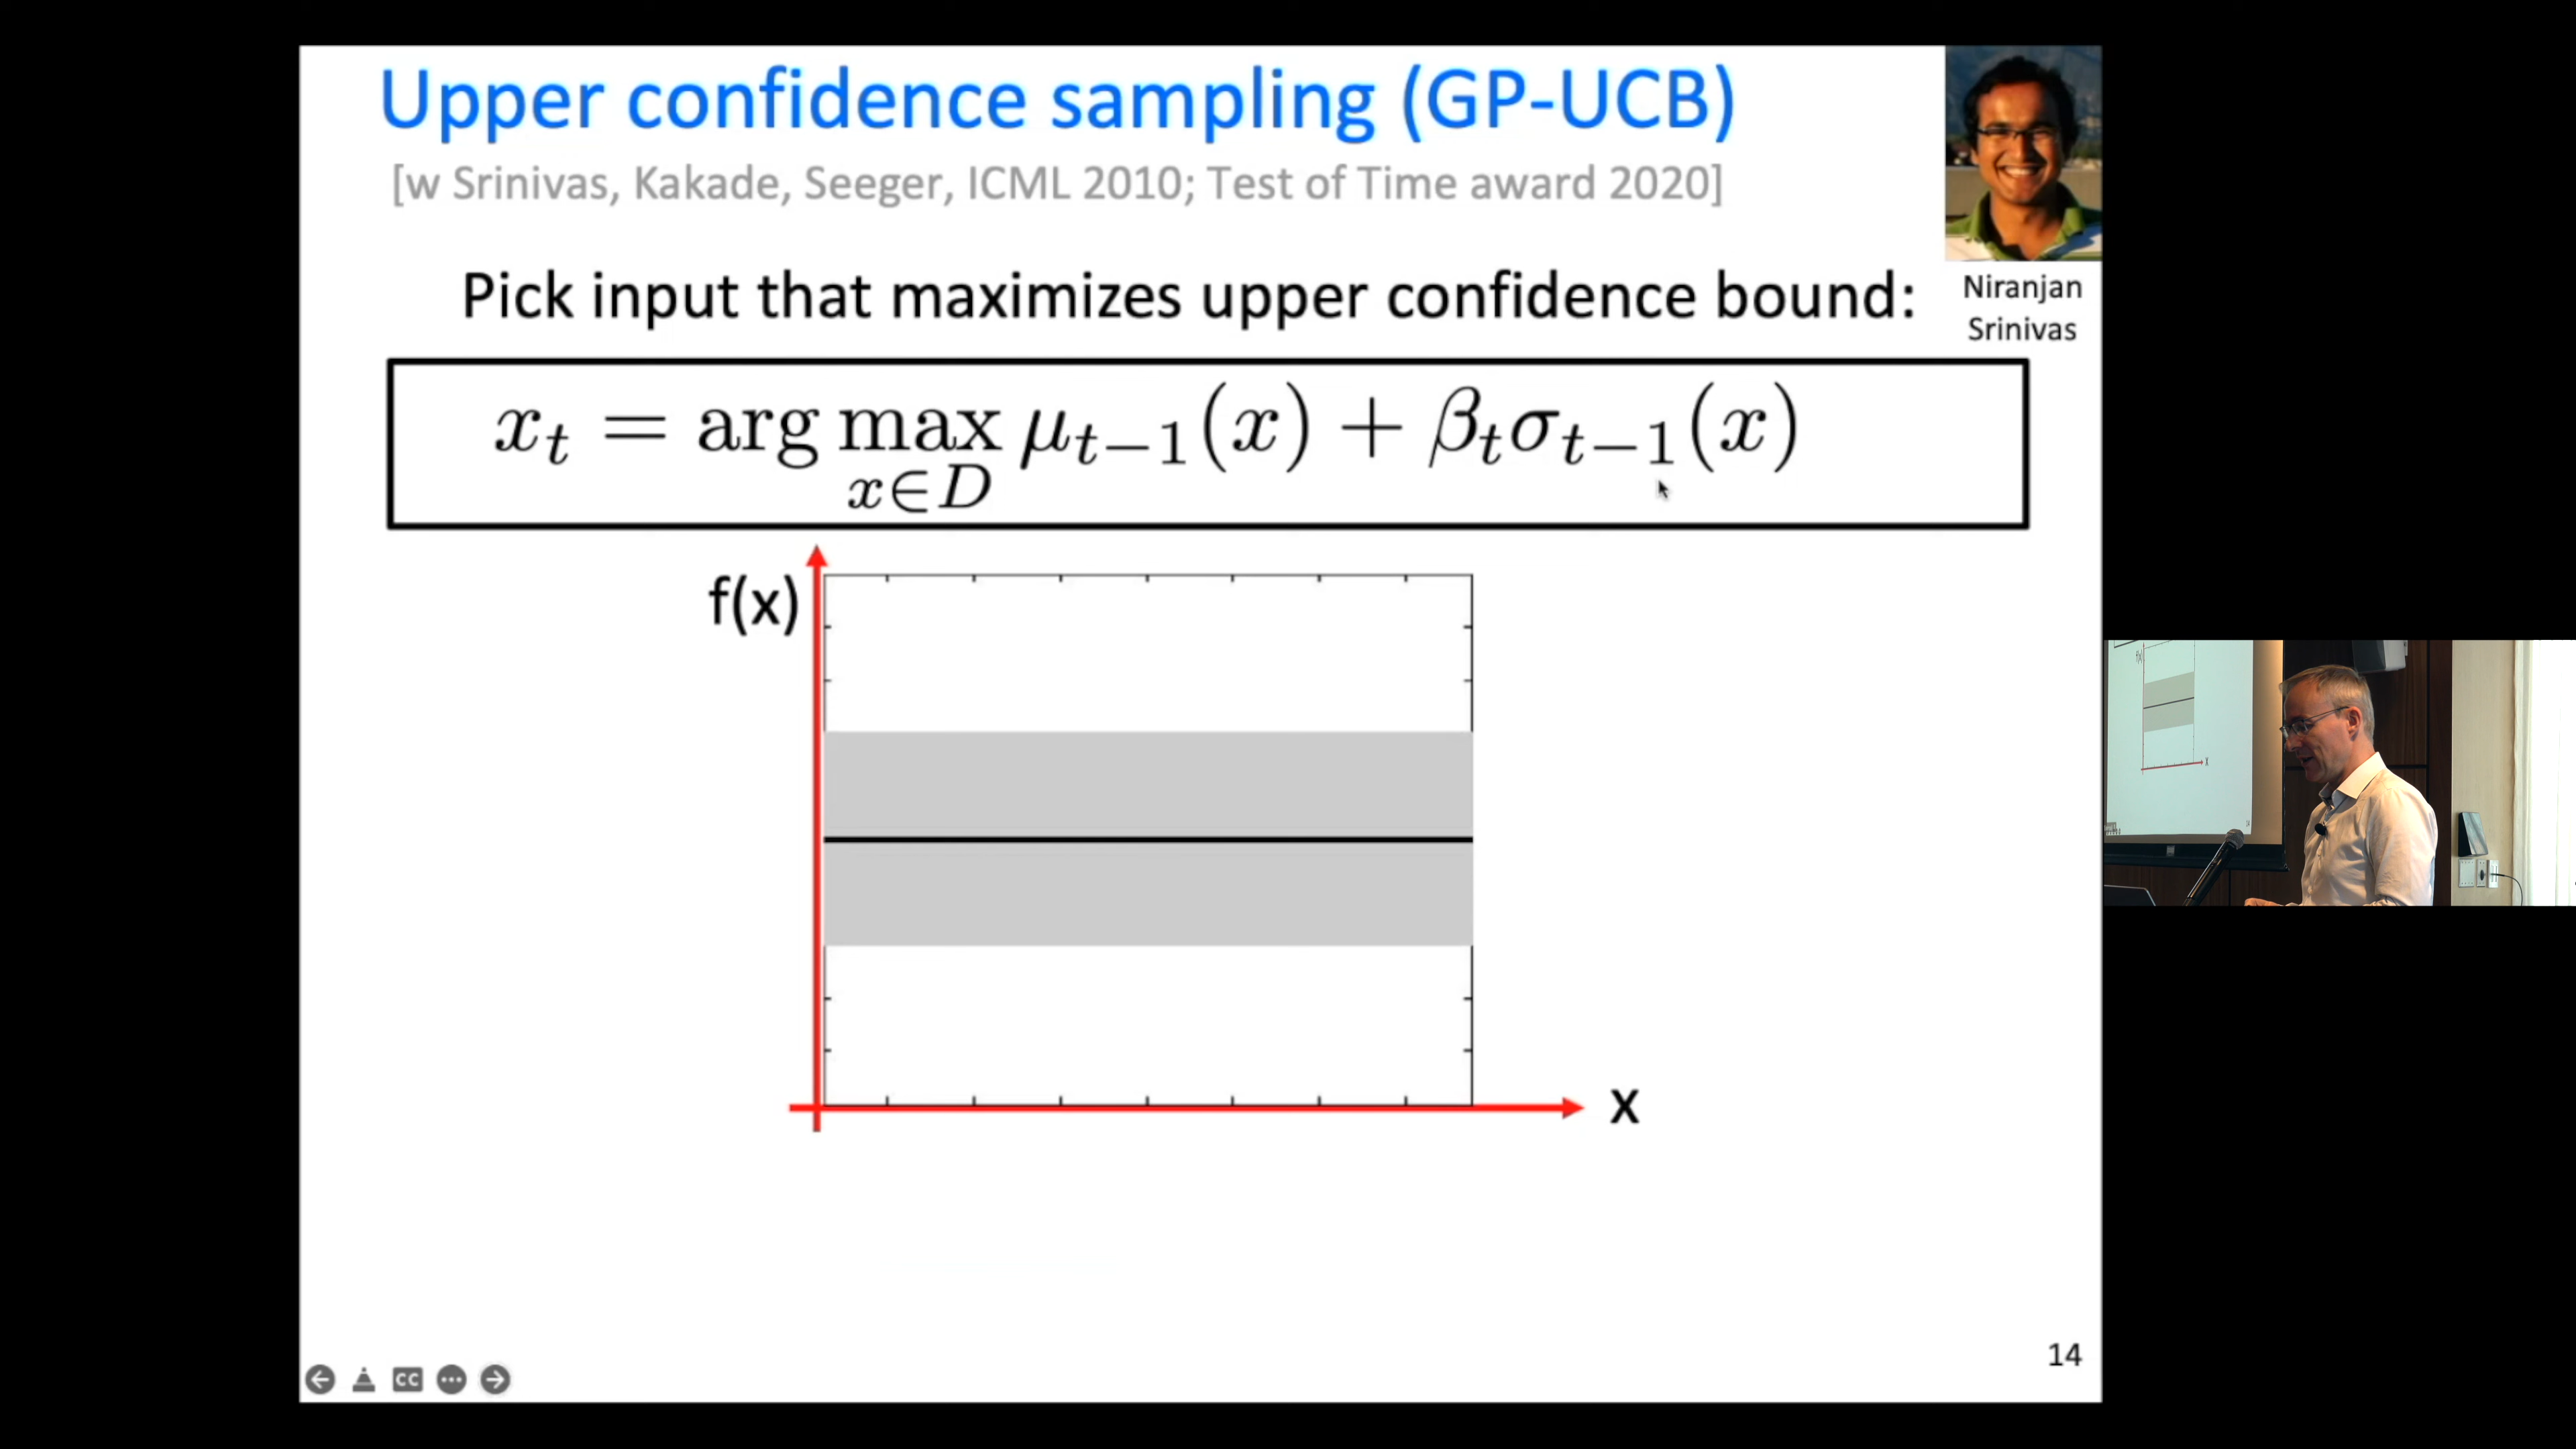 Upper confidence sampling (GP-UCB)
[w Srinivas, Kakade, Seeger, ICML 2010; Test of Time award 2020]
Niranjan
Srinivas
Pick input that maximizes upper confidence bound:
x_t = arg max_{x∈D} μ_{t−1}(x) + β_t σ_{t−1}(x)
f(x)
x
14
CC